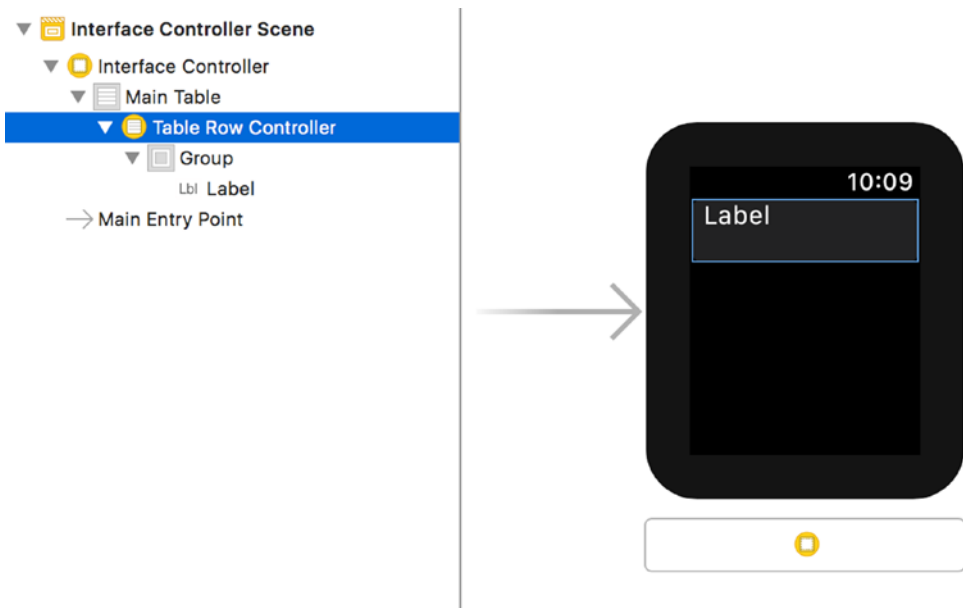 Interface Controller Scene
Interface Controller
Main Table
Table Row Controller
Group
Lbl Label
Main Entry Point
10:09
Label